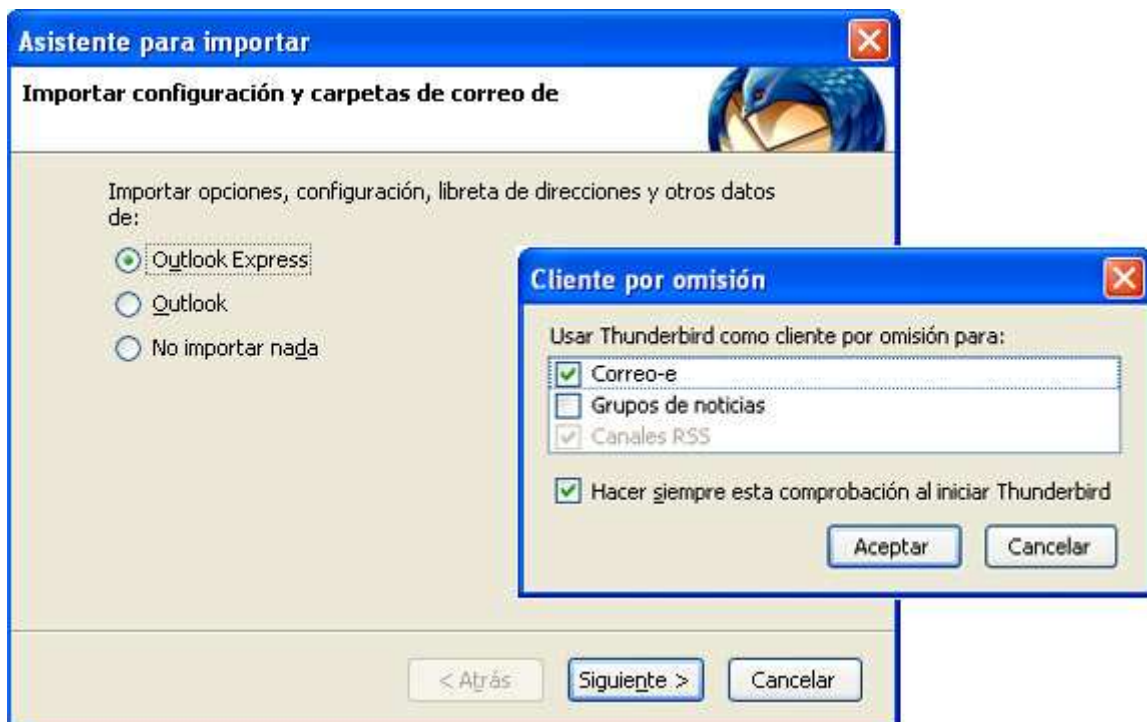 Asistente para importar
Importar configuración y carpetas de correo de
Importar opciones, configuración, libreta de direcciones y otros datos
de:
Outlook Express
Outlook
No importar nada
< Atrás
Siguiente >
Cancelar
Cliente por omisión
Usar Thunderbird como cliente por omisión para:
Correo-e
Grupos de noticias
Canales RSS
Hacer siempre esta comprobación al iniciar Thunderbird
Aceptar
Cancelar